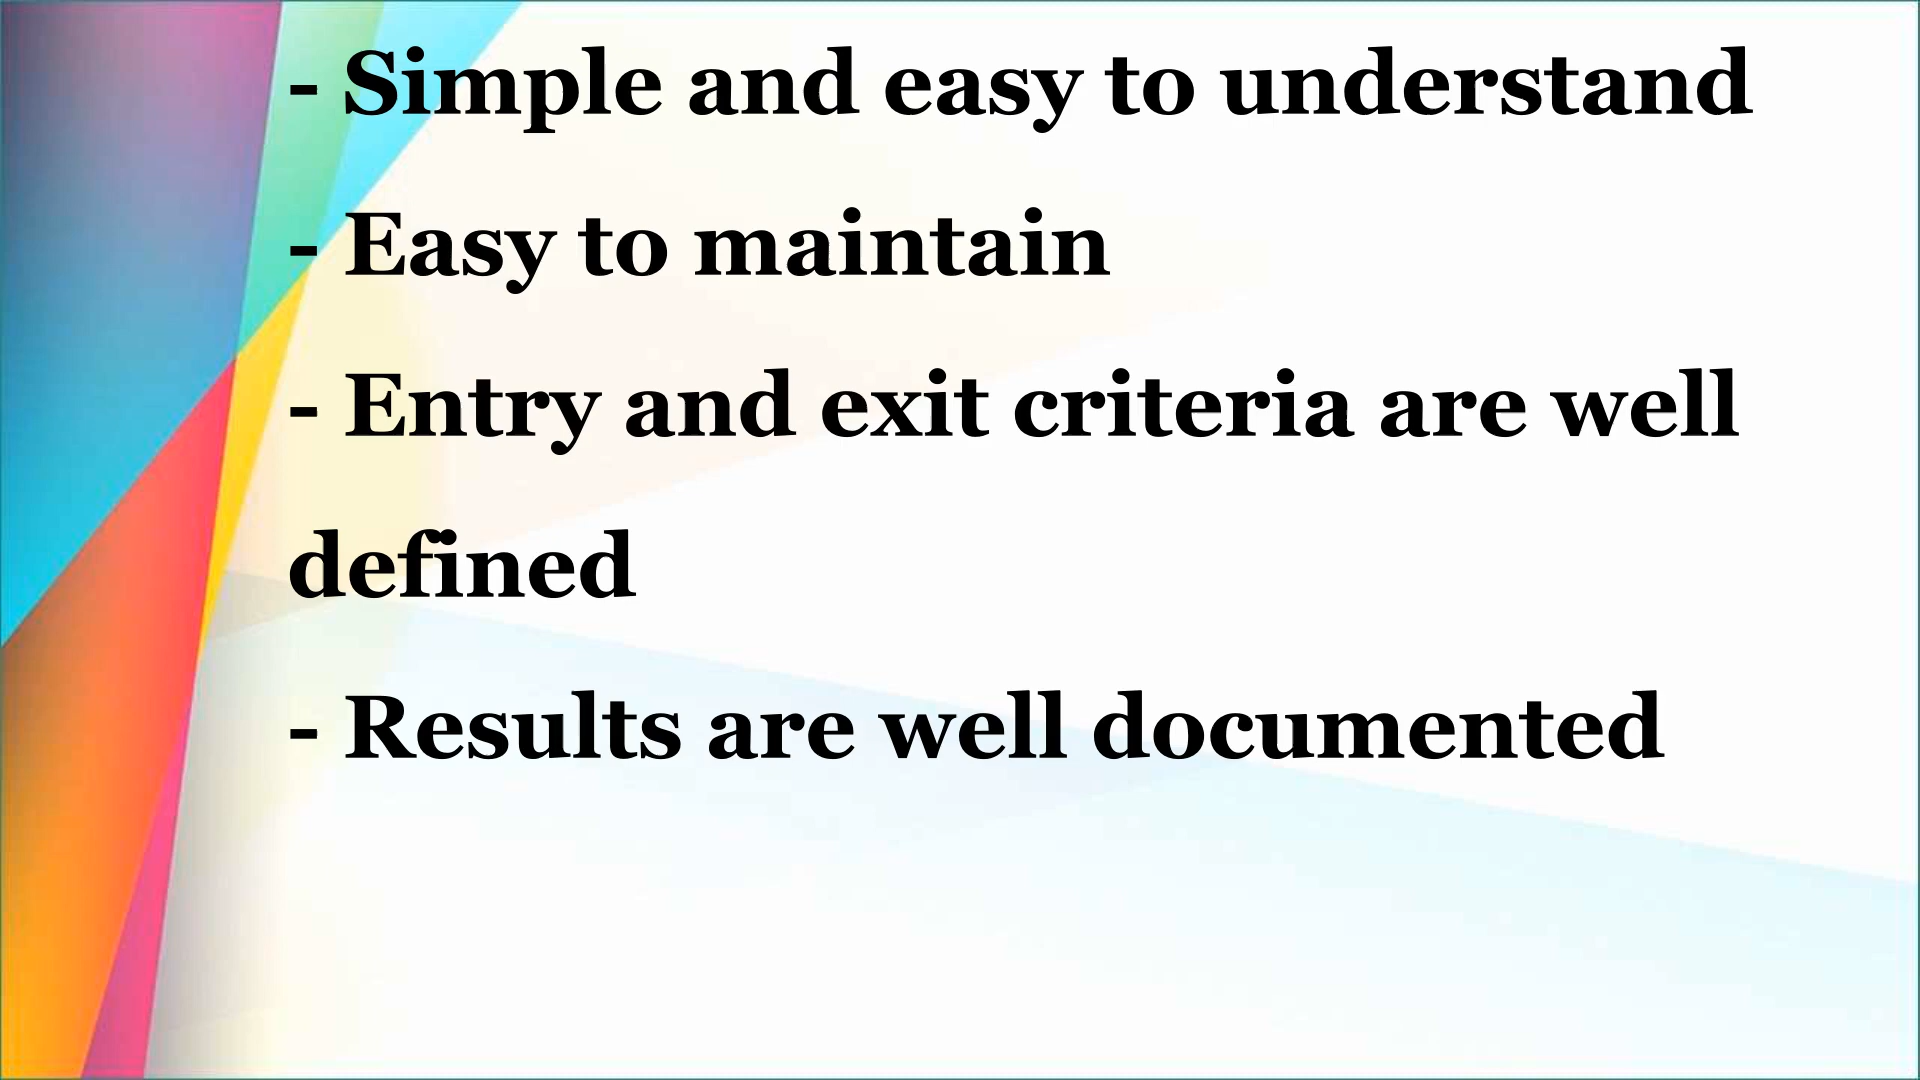 - Simple and easy to understand
- Easy to maintain
- Entry and exit criteria are well
defined
- Results are well documented